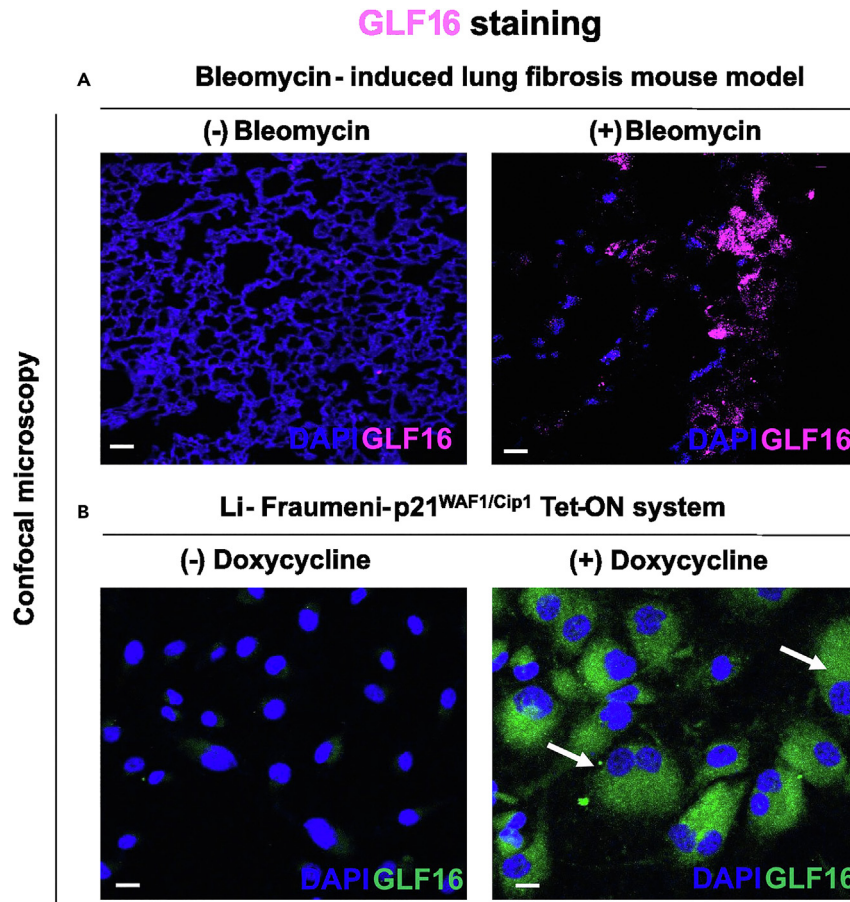 GLF16 staining
A
Bleomycin - induced lung fibrosis mouse model
(-) Bleomycin
(+) Bleomycin
DAPI GLF16
DAPI GLF16
Confocal microscopy
B
Li- Fraumeni-p21WAF1/Cip1 Tet-ON system
(-) Doxycycline
(+) Doxycycline
DAPI GLF16
DAPI GLF16